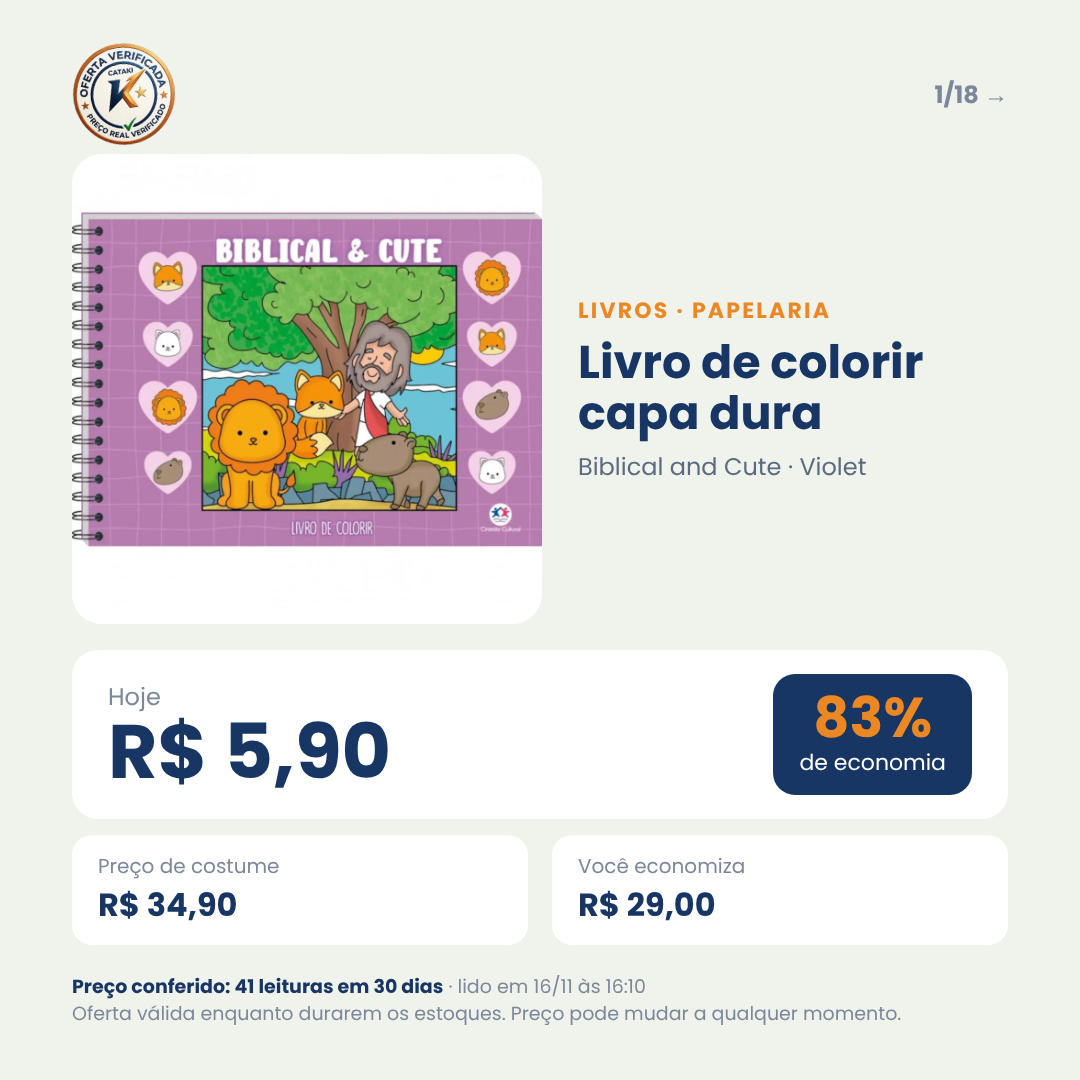 OFERTA VERIFICADA
CATAKI
K
PREÇO REAL VERIFICADO
1/18 →
BIBLICAL & CUTE
LIVRO DE COLORIR
Ciranda Cultural
LIVROS · PAPELARIA
Livro de colorir
capa dura
Biblical and Cute · Violet
Hoje
R$ 5,90
83%
de economia
Preço de costume
R$ 34,90
Você economiza
R$ 29,00
Preço conferido: 41 leituras em 30 dias · lido em 16/11 às 16:10
Oferta válida enquanto durarem os estoques. Preço pode mudar a qualquer momento.